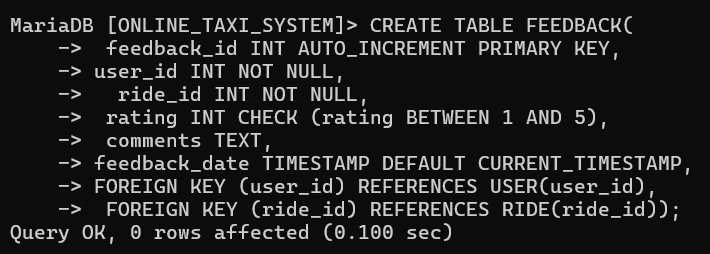 MariaDB [ONLINE_TAXI_SYSTEM]> CREATE TABLE FEEDBACK(
    ->  feedback_id INT AUTO_INCREMENT PRIMARY KEY,
    -> user_id INT NOT NULL,
    ->   ride_id INT NOT NULL,
    ->  rating INT CHECK (rating BETWEEN 1 AND 5),
    ->  comments TEXT,
    -> feedback_date TIMESTAMP DEFAULT CURRENT_TIMESTAMP,
    -> FOREIGN KEY (user_id) REFERENCES USER(user_id),
    ->  FOREIGN KEY (ride_id) REFERENCES RIDE(ride_id));
Query OK, 0 rows affected (0.100 sec)